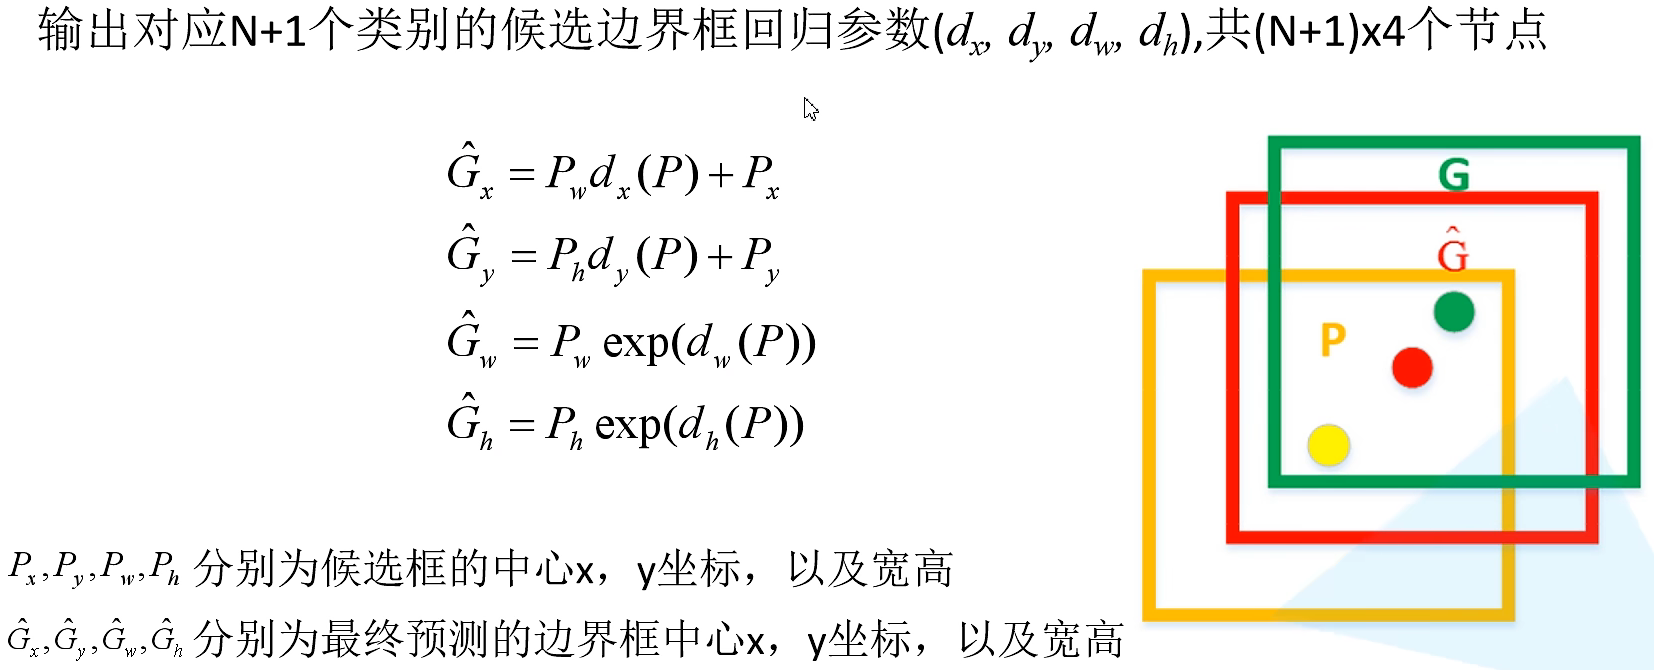 输出对应N+1个类别的候选边界框回归参数(dx, dy, dw, dh),共(N+1)x4个节点
Ĝx = Pwdx(P) + Px
Ĝy = Phdy(P) + Py
Ĝw = Pw exp(dw(P))
Ĝh = Ph exp(dh(P))
G
Ĝ
P
Px,Py,Pw,Ph 分别为候选框的中心x，y坐标，以及宽高
Ĝx,Ĝy,Ĝw,Ĝh 分别为最终预测的边界框中心x，y坐标，以及宽高